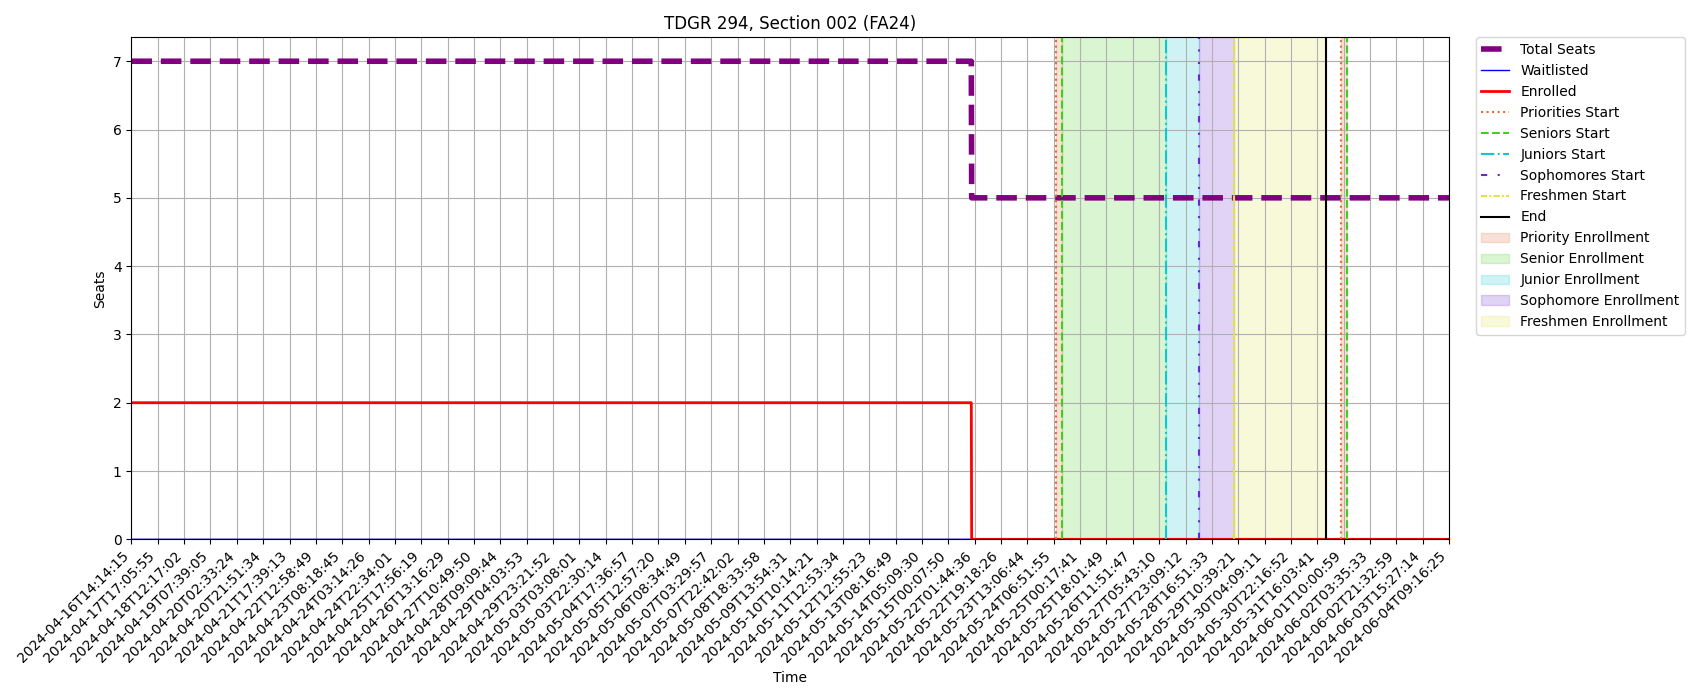 TDGR 294, Section 002 (FA24)
Seats
7
6
5
4
3
2
1
0
2024-04-16T14:14:15
2024-04-17T17:05:55
2024-04-18T12:17:02
2024-04-19T07:39:05
2024-04-20T02:33:24
2024-04-20T21:51:34
2024-04-21T17:39:13
2024-04-22T12:58:49
2024-04-23T08:18:45
2024-04-24T03:14:26
2024-04-24T22:34:01
2024-04-25T17:56:19
2024-04-26T13:16:29
2024-04-27T10:49:50
2024-04-28T09:09:44
2024-04-29T04:03:53
2024-04-29T23:21:52
2024-05-03T03:08:01
2024-05-03T22:30:14
2024-05-04T17:36:57
2024-05-05T12:57:20
2024-05-06T08:34:49
2024-05-07T03:29:57
2024-05-07T22:42:02
2024-05-08T18:33:58
2024-05-09T13:54:31
2024-05-10T10:14:21
2024-05-11T12:53:34
2024-05-12T12:55:23
2024-05-13T08:16:49
2024-05-14T05:09:30
2024-05-15T00:07:50
2024-05-22T01:44:36
2024-05-22T19:18:26
2024-05-23T13:06:44
2024-05-24T06:51:55
2024-05-25T00:17:41
2024-05-25T18:01:49
2024-05-26T11:51:47
2024-05-27T05:43:10
2024-05-27T23:09:12
2024-05-28T16:51:33
2024-05-29T10:39:21
2024-05-30T04:09:11
2024-05-30T22:16:52
2024-05-31T16:03:41
2024-06-01T10:00:59
2024-06-02T03:35:33
2024-06-02T21:32:59
2024-06-03T15:27:14
2024-06-04T09:16:25
Time
Total Seats
Waitlisted
Enrolled
Priorities Start
Seniors Start
Juniors Start
Sophomores Start
Freshmen Start
End
Priority Enrollment
Senior Enrollment
Junior Enrollment
Sophomore Enrollment
Freshmen Enrollment